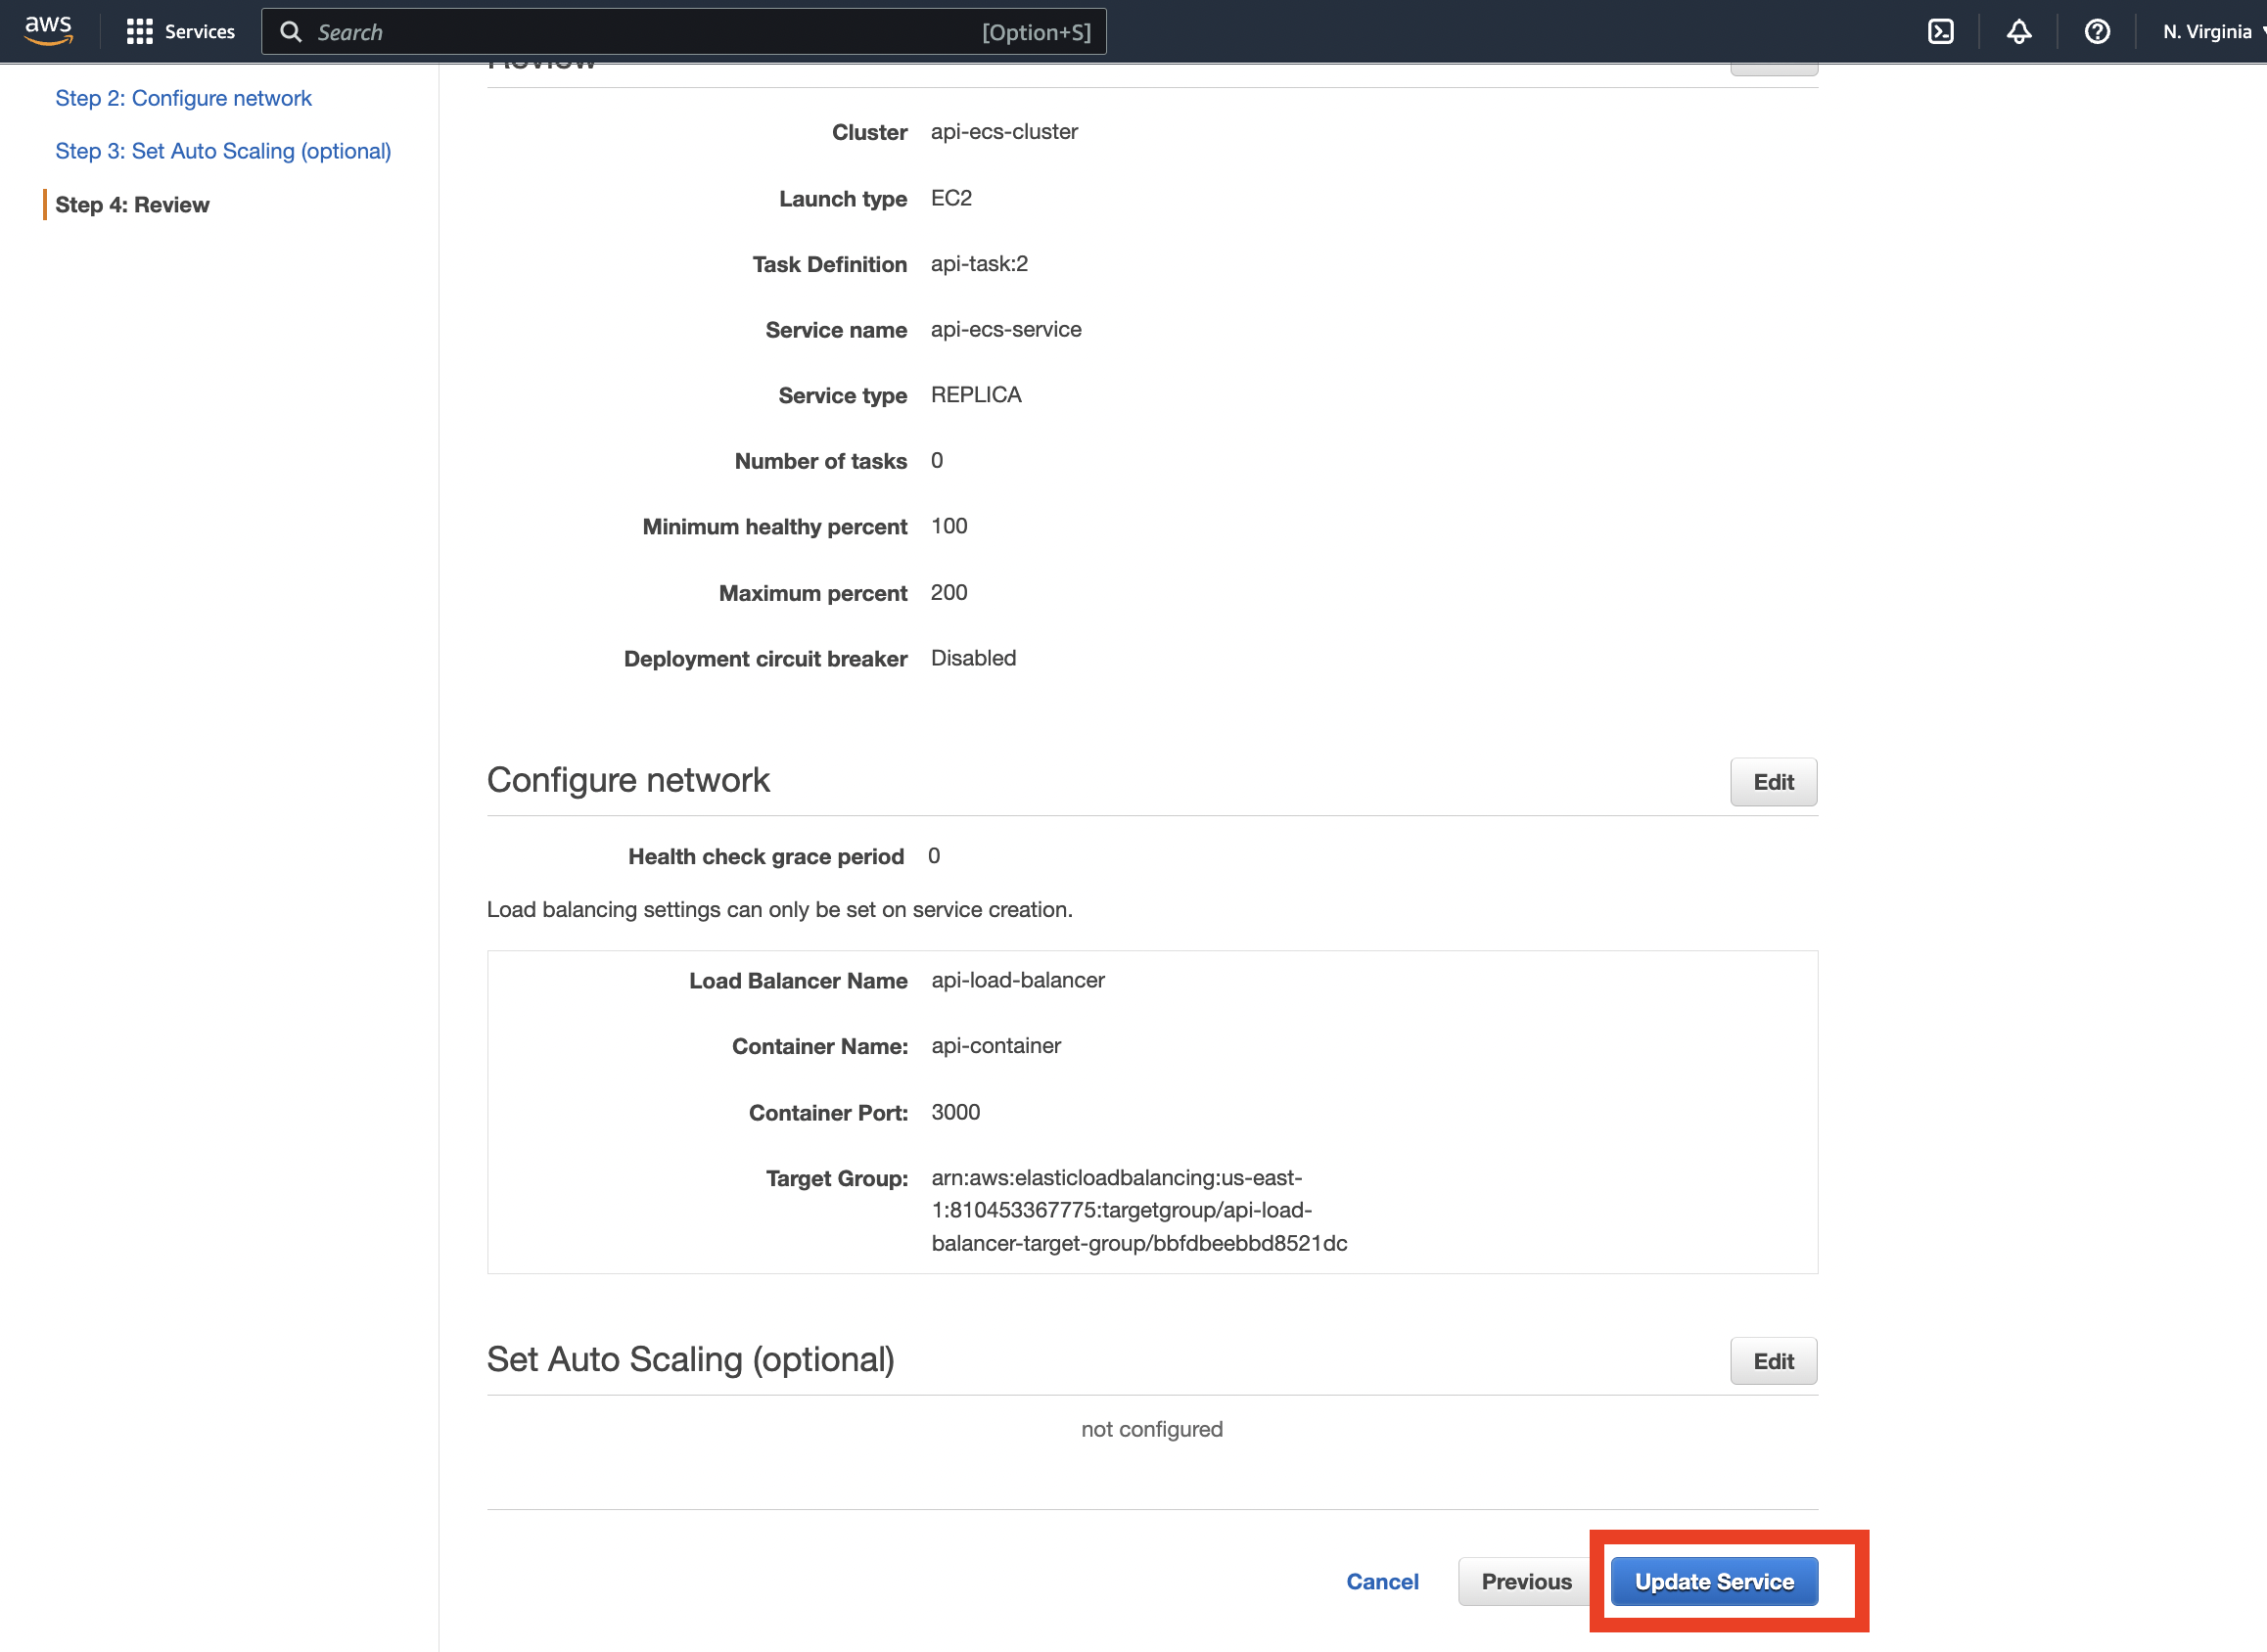 aws
Services
Search
[Option+S]
N. Virginia
Review
Step 2: Configure network
Step 3: Set Auto Scaling (optional)
Step 4: Review
Cluster api-ecs-cluster
Launch type EC2
Task Definition api-task:2
Service name api-ecs-service
Service type REPLICA
Number of tasks 0
Minimum healthy percent 100
Maximum percent 200
Deployment circuit breaker Disabled
Configure network
Edit
Health check grace period 0
Load balancing settings can only be set on service creation.
Load Balancer Name api-load-balancer
Container Name: api-container
Container Port: 3000
Target Group: arn:aws:elasticloadbalancing:us-east-
1:810453367775:targetgroup/api-load-
balancer-target-group/bbfdbeebbd8521dc
Set Auto Scaling (optional)
Edit
not configured
Cancel
Previous
Update Service